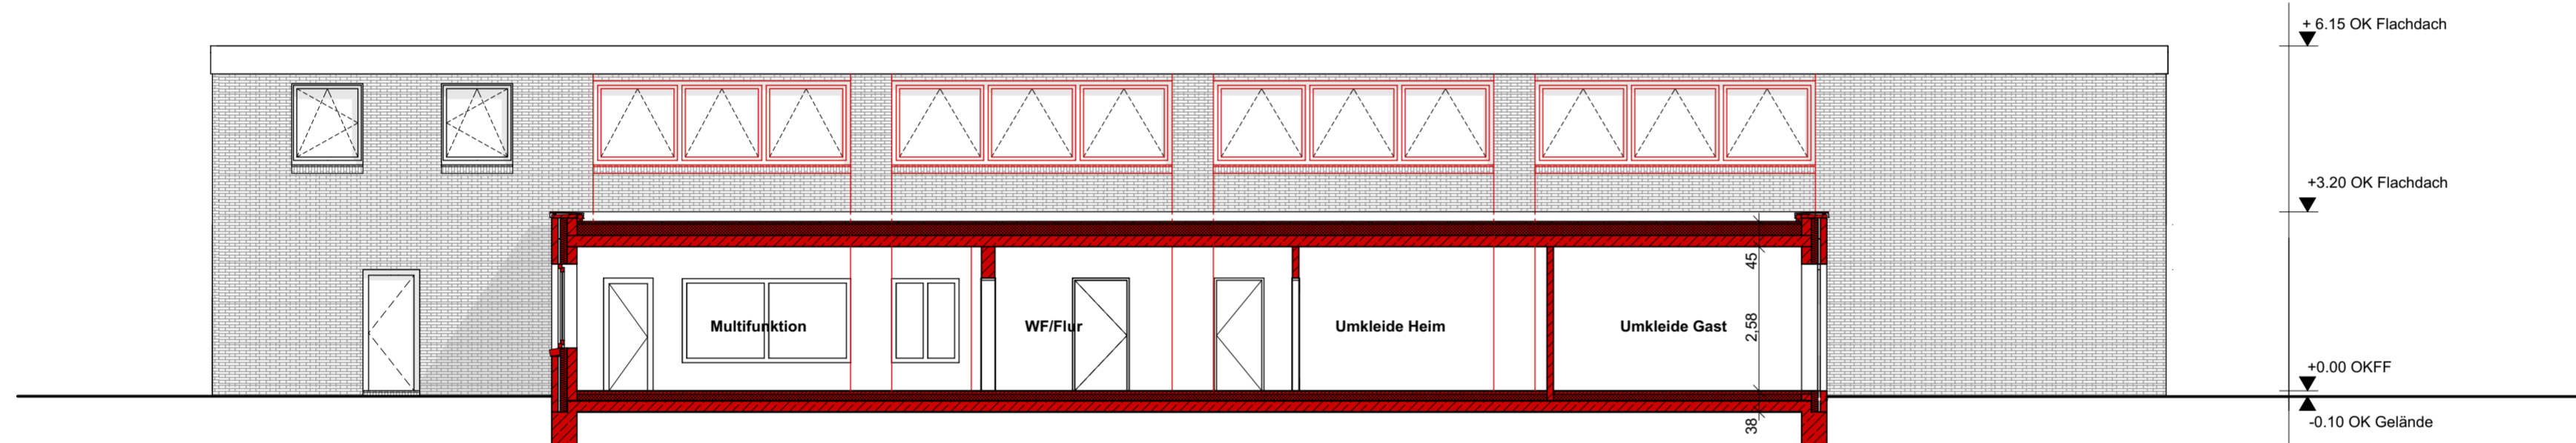 + 6.15 OK Flachdach
+3.20 OK Flachdach
45
Multifunktion
WF/Flur
Umkleide Heim
Umkleide Gast
2,58
+0.00 OKFF
-0.10 OK Gelände
38